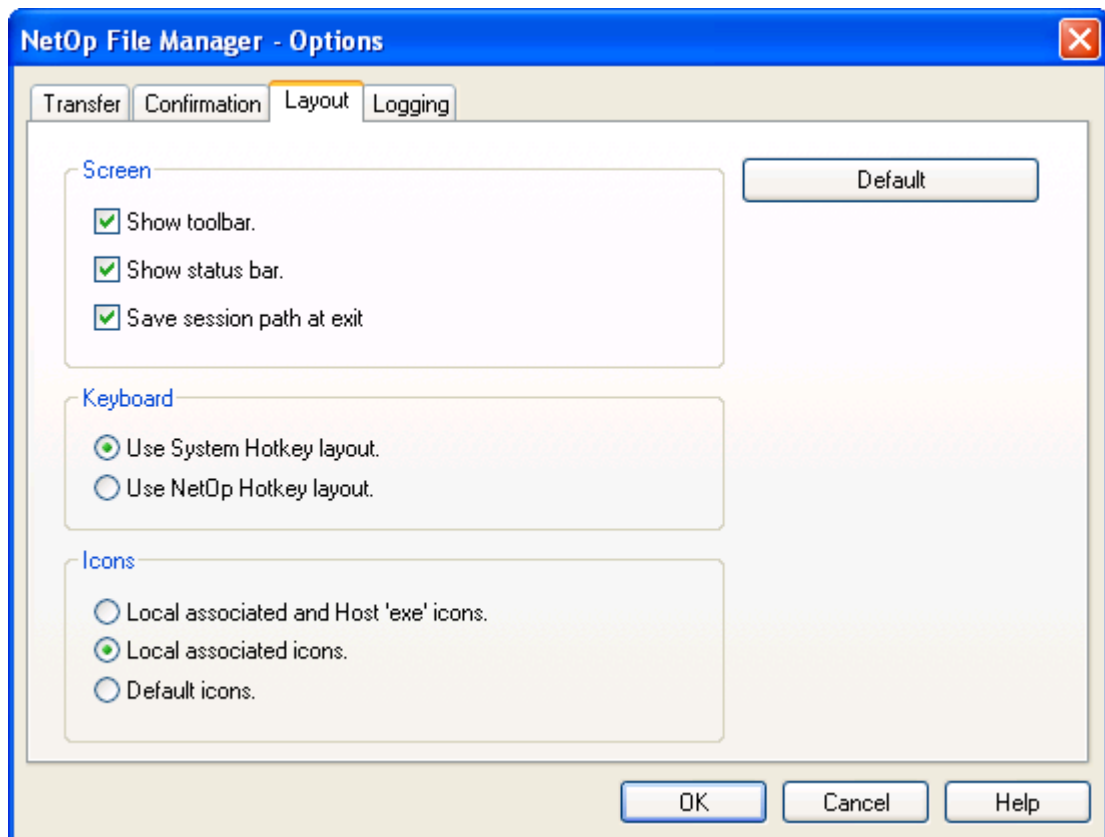 NetOp File Manager - Options
Transfer Confirmation Layout Logging
Screen
Default
Show toolbar.
Show status bar.
Save session path at exit
Keyboard
Use System Hotkey layout.
Use NetOp Hotkey layout.
Icons
Local associated and Host 'exe' icons.
Local associated icons.
Default icons.
OK Cancel Help